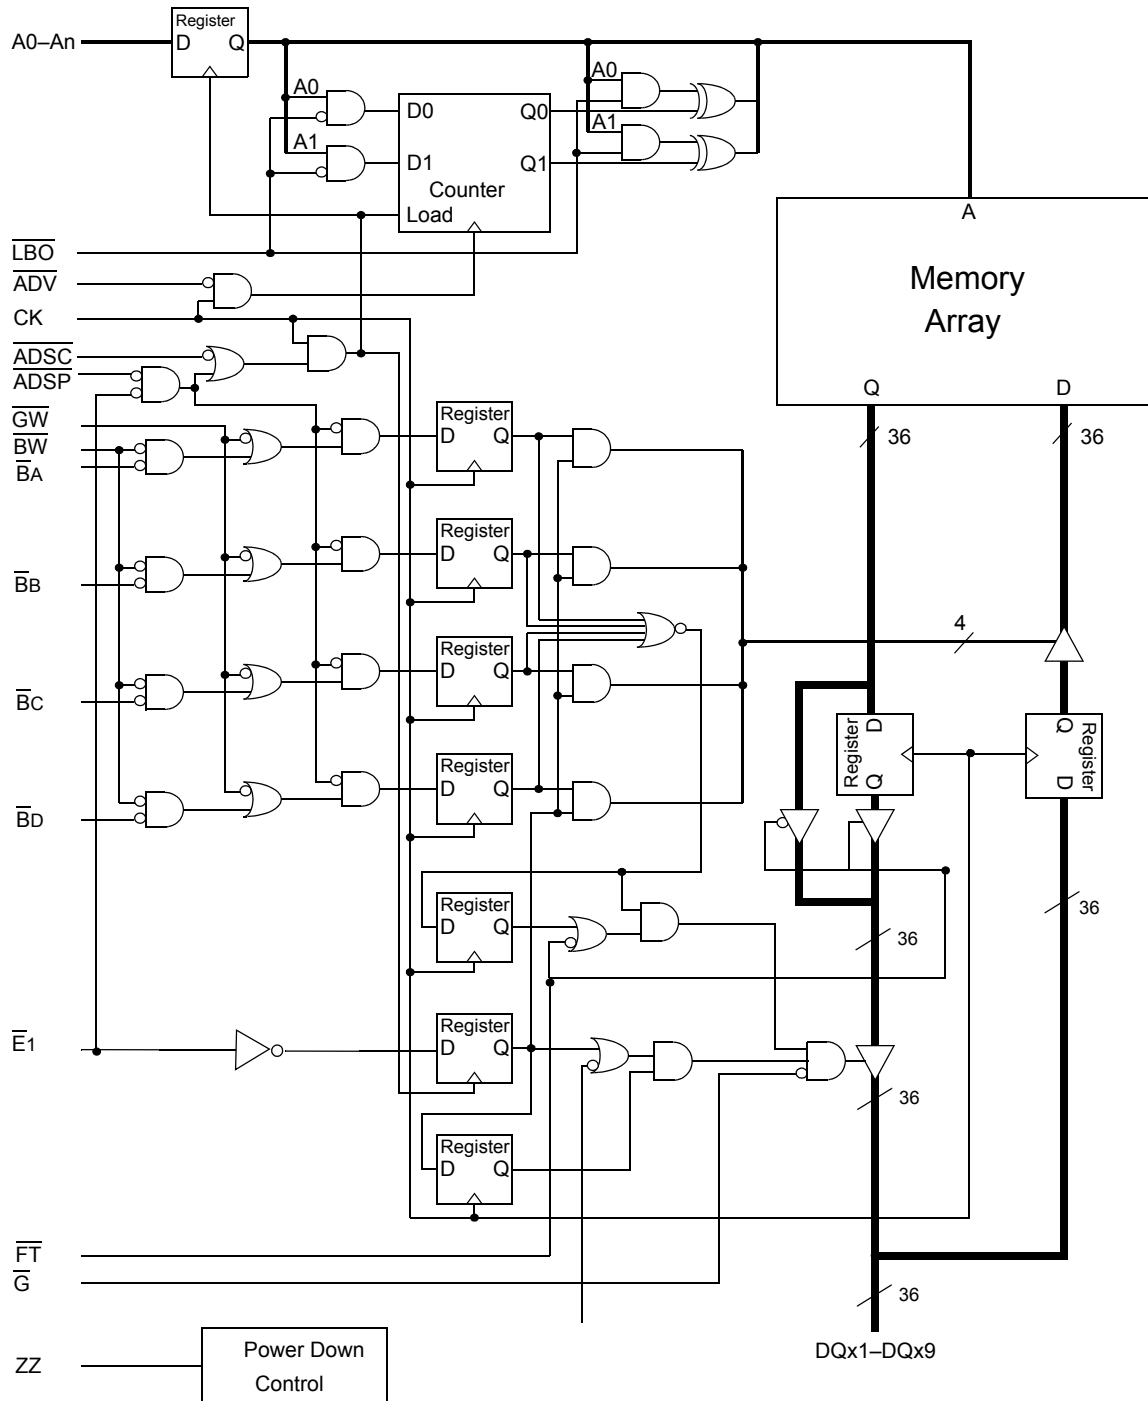 Register
A0–An
D Q
A0
A1
D0
D1
Q0
Q1
Counter
Load
A0
A1
A
Memory
Array
Q
D
36
36
LBO
ADV
CK
ADSC
ADSP
GW
BW
BA
Register
D Q
BB
Register
D Q
BC
Register
D Q
BD
Register
D Q
4
Register
D
Q
Register
Q
D
Register
D Q
36
36
E1
Register
D Q
36
Register
D Q
FT
G
36
DQx1–DQx9
ZZ
Power Down
Control